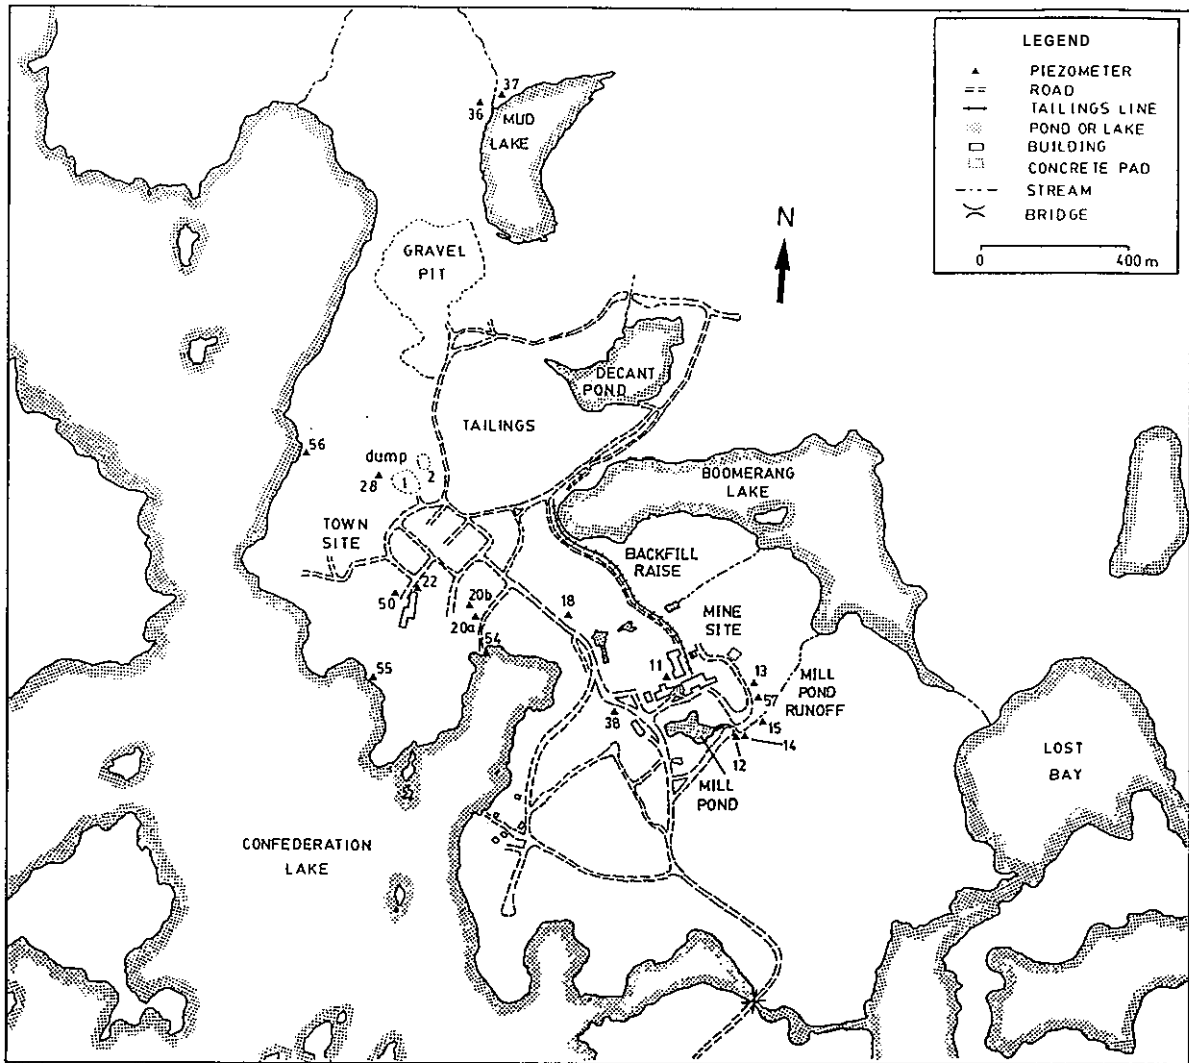 LEGEND
PIEZOMETER
ROAD
TAILINGS LINE
POND OR LAKE
BUILDING
CONCRETE PAD
STREAM
BRIDGE
0 400 m
37
36
MUD
LAKE
N
GRAVEL
PIT
DECANT
POND
TAILINGS
56
dump
28
1
2
BOOMERANG
LAKE
TOWN
SITE
BACKFILL
RAISE
22
50
20b
20a
18
54
MINE
SITE
55
11
13
57
MILL
POND
RUNOFF
15
38
12
14
MILL
POND
LOST
BAY
CONFEDERATION
LAKE